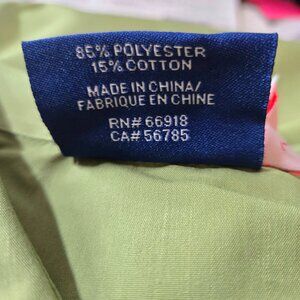 85% POLYESTER
15% COTTON
MADE IN CHINA/
FABRIQUE EN CHINE
RN# 66918
CA# 56785